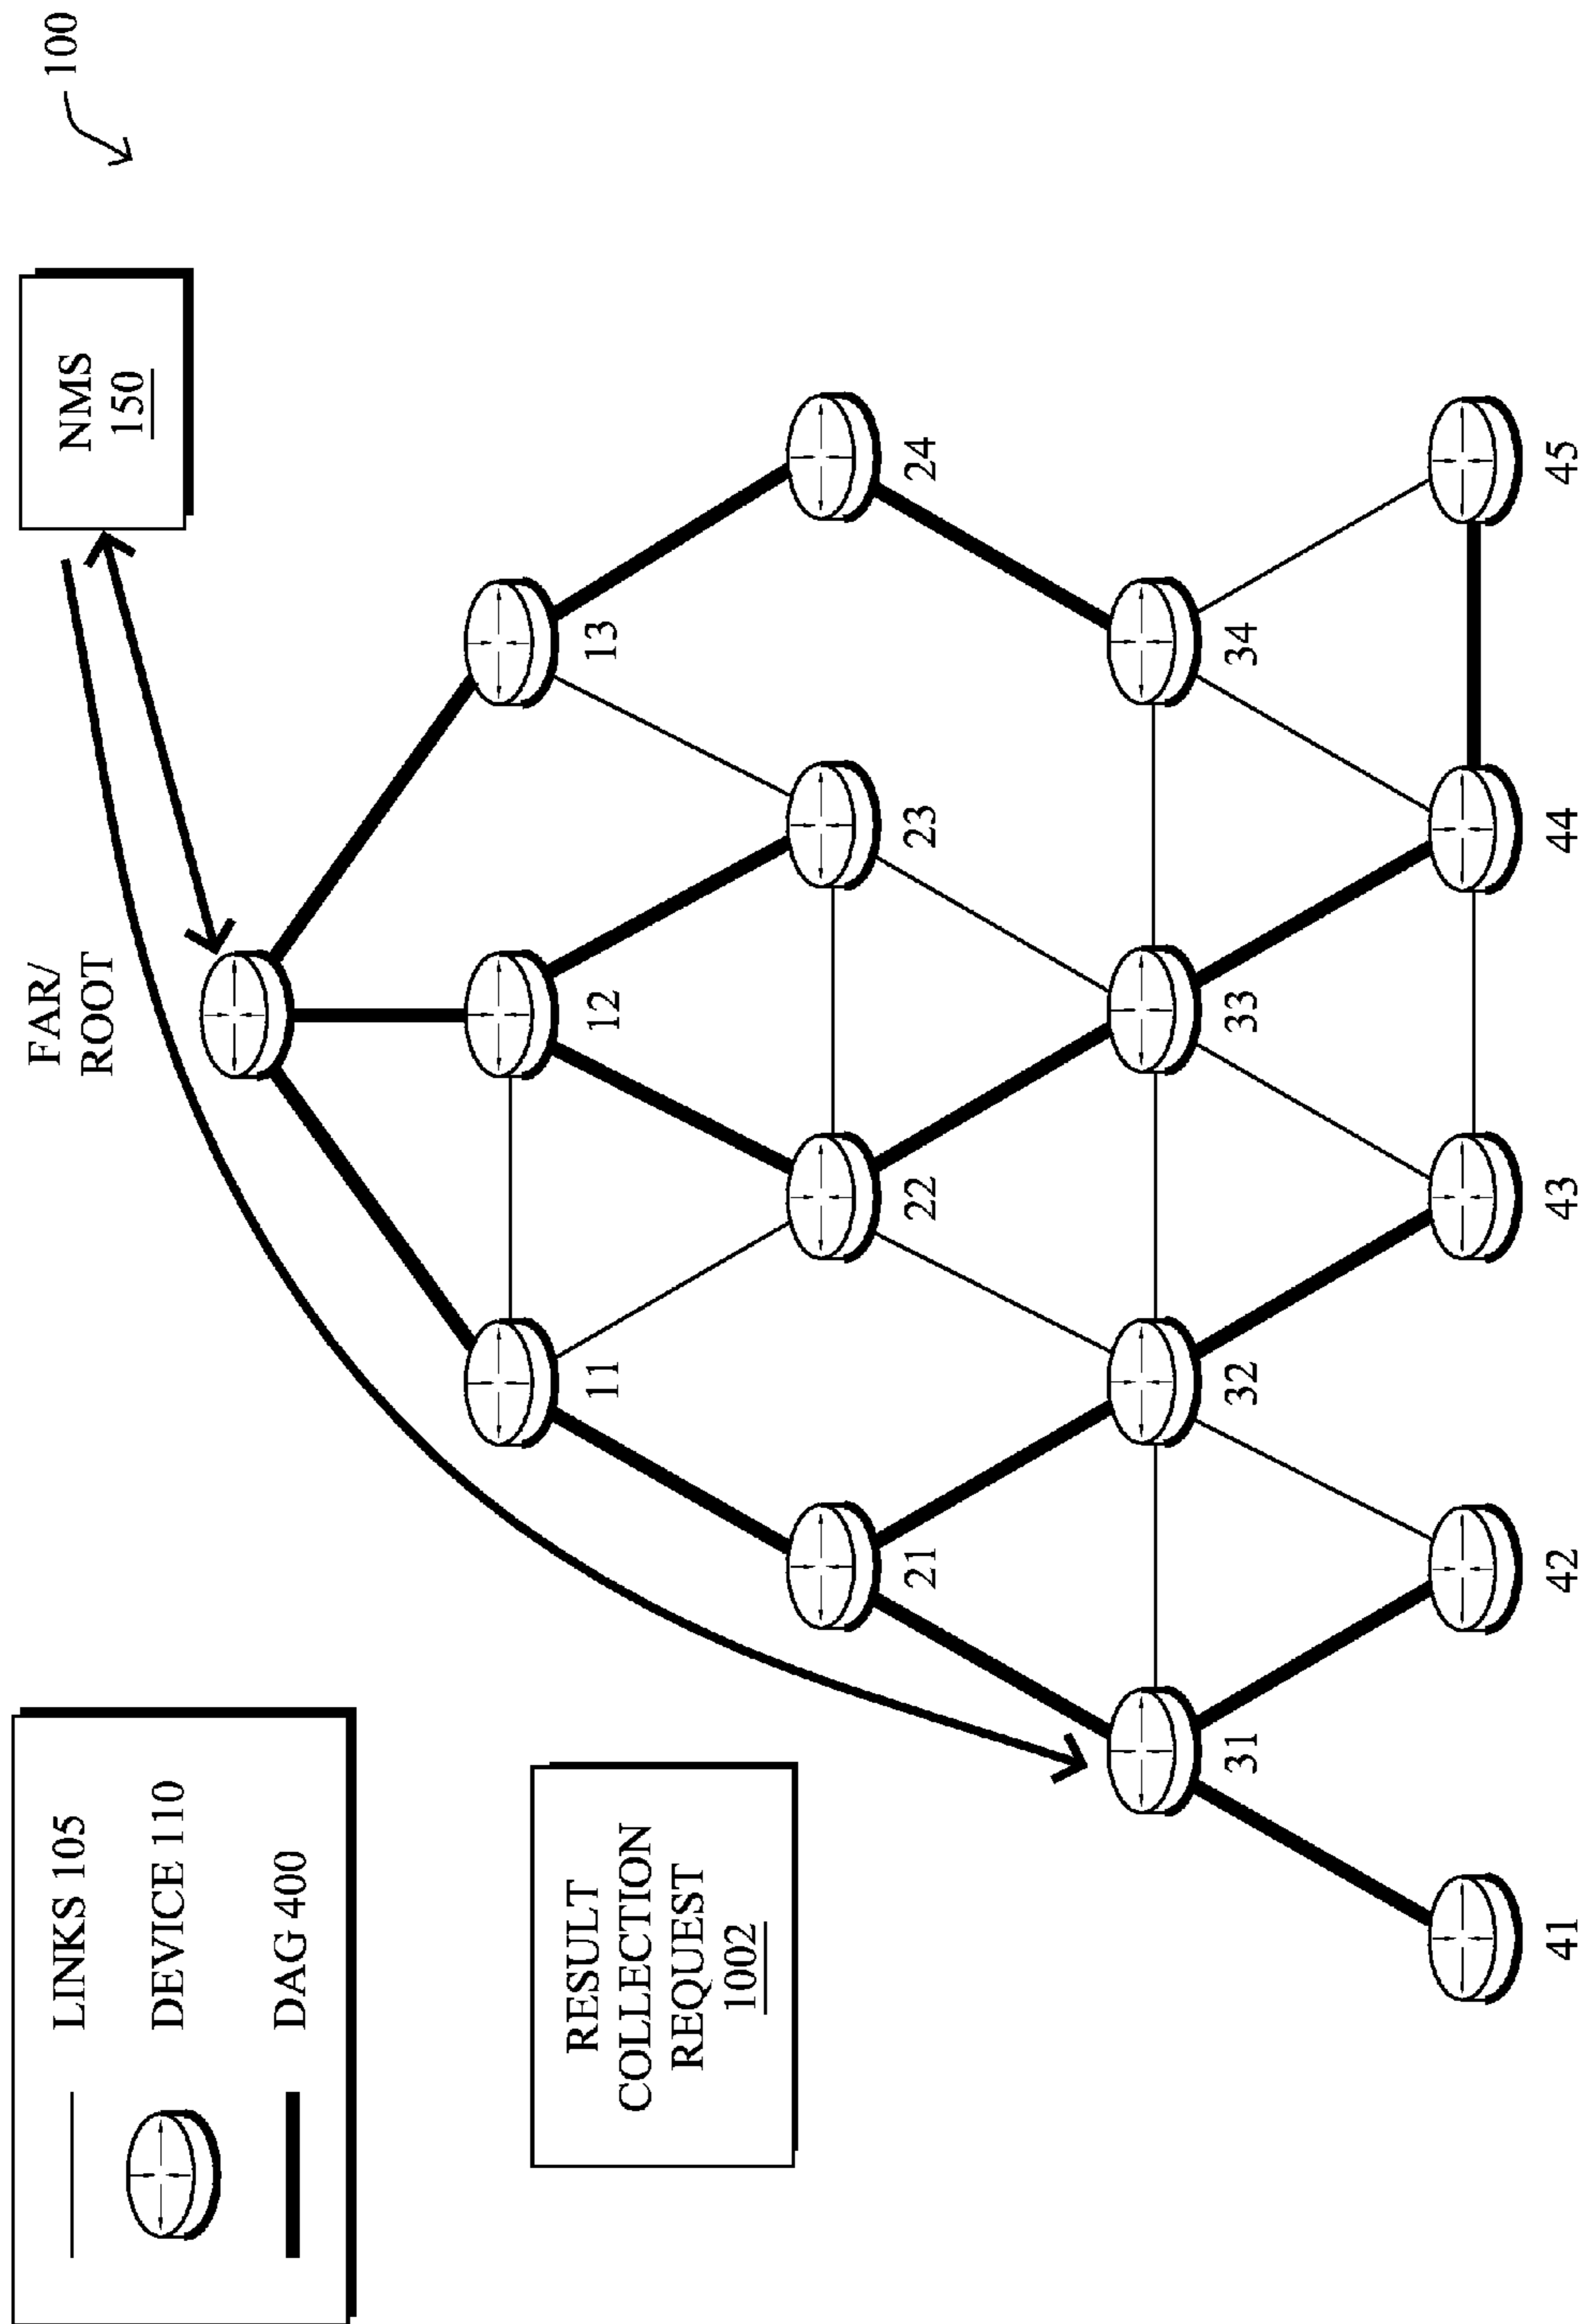 LINKS 105
DEVICE 110
DAG 400
RESULT
COLLECTION
REQUEST
1002
FAR/
ROOT
NMS
150
100
11
12
13
21
22
23
24
31
32
33
34
41
42
43
44
45